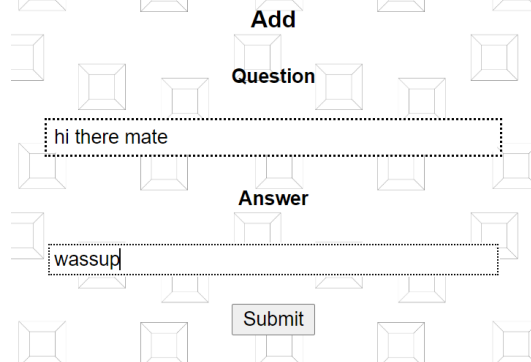 Add
Question
hi there mate
Answer
wassup
Submit